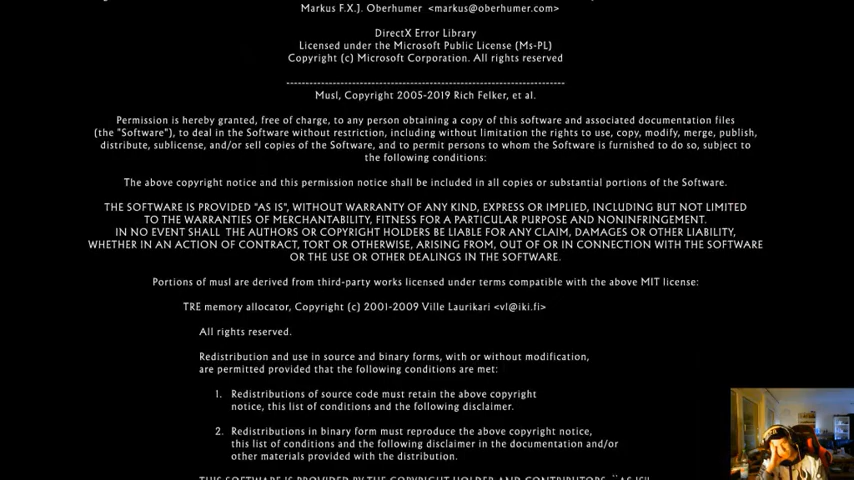 Markus F.X.J. Oberhumer <markus@oberhumer.com>
DirectX Error Library
Licensed under the Microsoft Public License (Ms-PL)
Copyright (c) Microsoft Corporation. All rights reserved
--------------------------------------------------------------------------
Musl, Copyright 2005-2019 Rich Felker, et al.
Permission is hereby granted, free of charge, to any person obtaining a copy of this software and associated documentation files
(the "Software"), to deal in the Software without restriction, including without limitation the rights to use, copy, modify, merge, publish,
distribute, sublicense, and/or sell copies of the Software, and to permit persons to whom the Software is furnished to do so, subject to
the following conditions:
The above copyright notice and this permission notice shall be included in all copies or substantial portions of the Software.
THE SOFTWARE IS PROVIDED "AS IS", WITHOUT WARRANTY OF ANY KIND, EXPRESS OR IMPLIED, INCLUDING BUT NOT LIMITED
TO THE WARRANTIES OF MERCHANTABILITY, FITNESS FOR A PARTICULAR PURPOSE AND NONINFRINGEMENT.
IN NO EVENT SHALL THE AUTHORS OR COPYRIGHT HOLDERS BE LIABLE FOR ANY CLAIM, DAMAGES OR OTHER LIABILITY,
WHETHER IN AN ACTION OF CONTRACT, TORT OR OTHERWISE, ARISING FROM, OUT OF OR IN CONNECTION WITH THE SOFTWARE
OR THE USE OR OTHER DEALINGS IN THE SOFTWARE.
Portions of musl are derived from third-party works licensed under terms compatible with the above MIT license:
TRE memory allocator, Copyright (c) 2001-2009 Ville Laurikari <vl@iki.fi>
All rights reserved.
Redistribution and use in source and binary forms, with or without modification,
are permitted provided that the following conditions are met:
1. Redistributions of source code must retain the above copyright
notice, this list of conditions and the following disclaimer.
2. Redistributions in binary form must reproduce the above copyright notice,
this list of conditions and the following disclaimer in the documentation and/or
other materials provided with the distribution.
THIS SOFTWARE IS PROVIDED BY THE COPYRIGHT HOLDER AND CONTRIBUTORS ``AS IS''